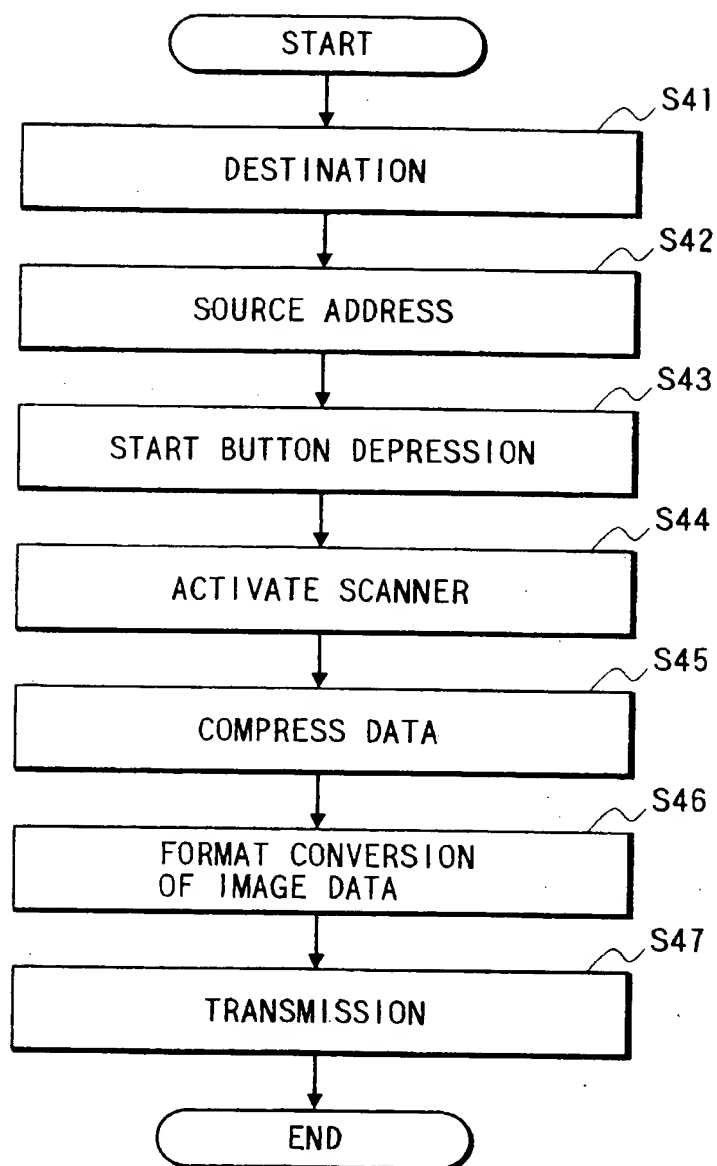 START
S41
DESTINATION
S42
SOURCE ADDRESS
S43
START BUTTON DEPRESSION
S44
ACTIVATE SCANNER
S45
COMPRESS DATA
S46
FORMAT CONVERSION
OF IMAGE DATA
S47
TRANSMISSION
END